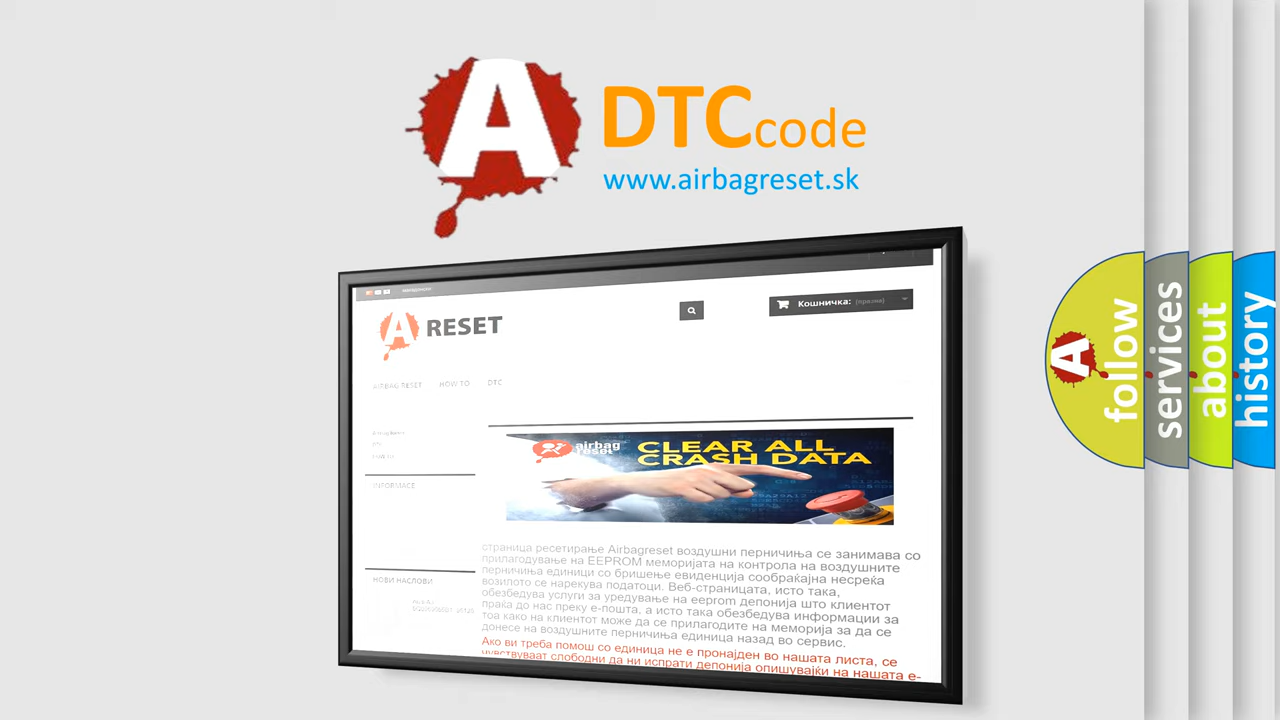 A
DTCcode
www.airbagreset.sk
Кошничка: (празни)
A RESET
AIRBAG RESET HOW TO DTC
airbag
reset
CLEAR ALL
CRASH DATA
INFORMACE
НОВИ НАСЛОВИ
страница ресетирање Airbagreset воздушни перничиња се занимава со
прилагодување на EEPROM меморијата на контрола на воздушните
перничиња единици со бришење евиденција сообраќајна несреќа
возилото се нарекува податоци. Веб-страницата, исто така,
обезбедува услуги за уредување на eeprom депонија што клиентот
праќа до нас преку е-пошта, а исто така обезбедува информации за
тоа како на клиентот може да се прилагодите на меморија за да се
донесе на воздушните перничиња единица назад во сервис.
Ако ви треба помош со единица не е пронајден во нашата листа, се
чувствуваат слободни да ни испрати депонија опишувајќи на нашата е-
A
follow
services
about
history